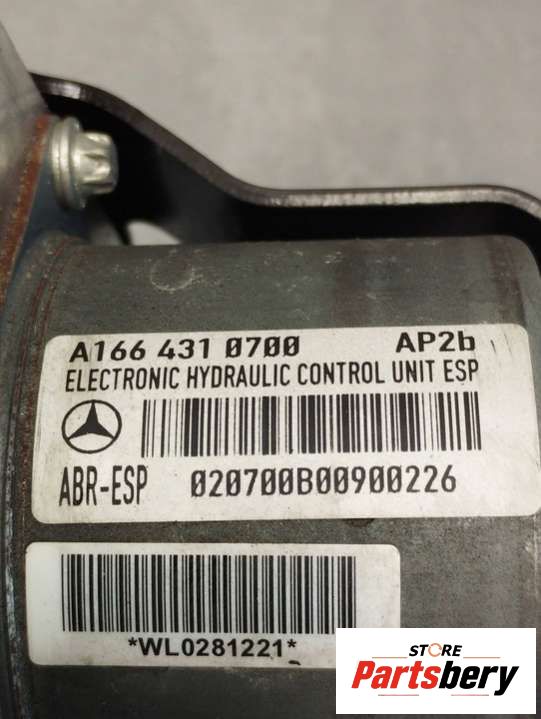 A166 431 0700 AP2b
ELECTRONIC HYDRAULIC CONTROL UNIT ESP
ABR-ESP 020700B00900226
*WL0281221*
STORE
Partsbery